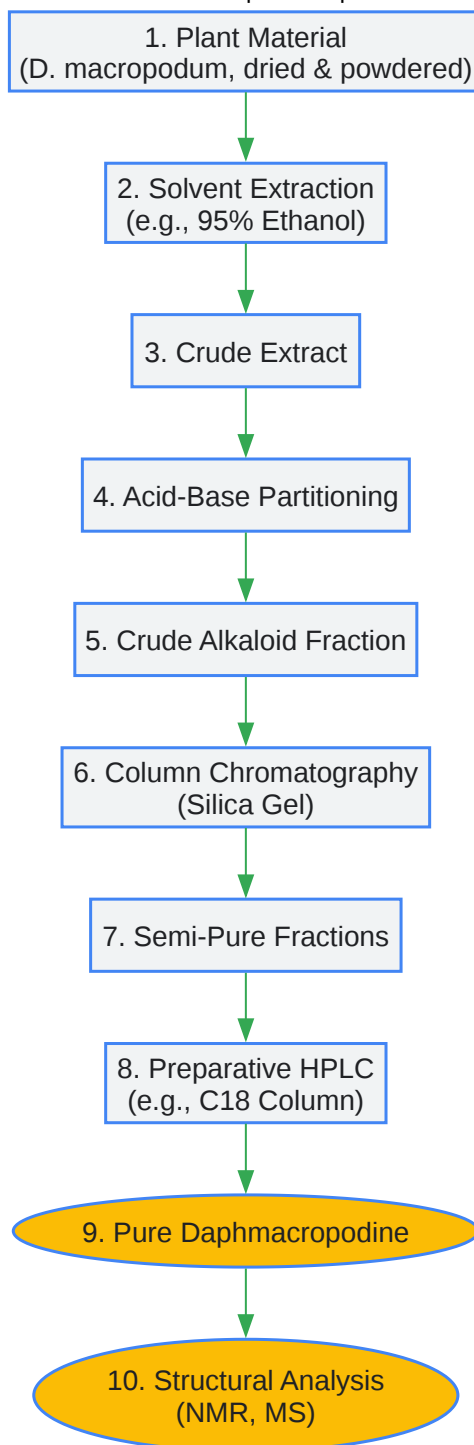 1. Plant Material
(D. macropodum, dried & powdered)
2. Solvent Extraction
(e.g., 95% Ethanol)
3. Crude Extract
4. Acid-Base Partitioning
5. Crude Alkaloid Fraction
6. Column Chromatography
(Silica Gel)
7. Semi-Pure Fractions
8. Preparative HPLC
(e.g., C18 Column)
9. Pure Daphmacropodine
10. Structural Analysis
(NMR, MS)